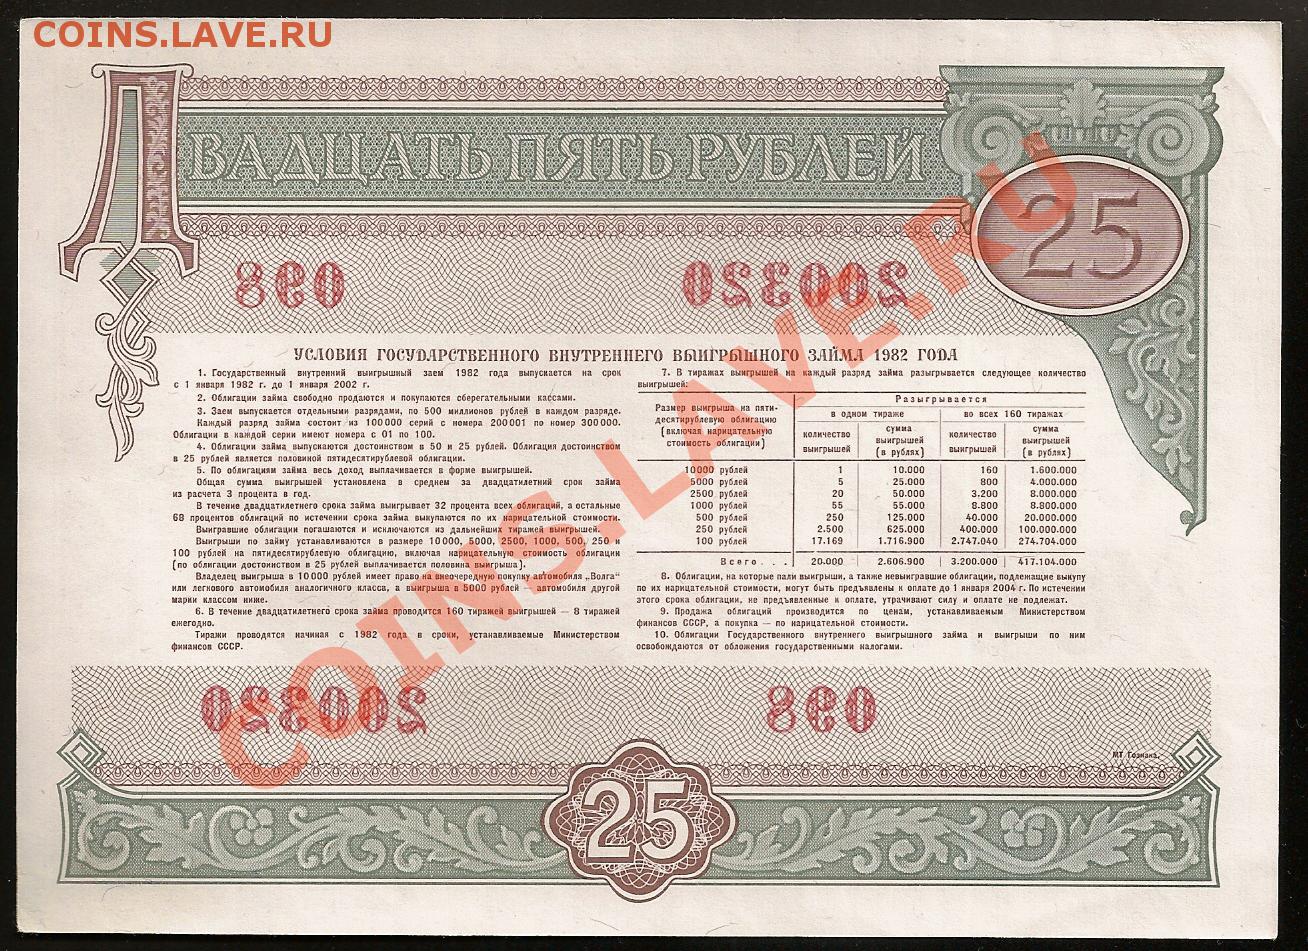 COINS.LAVE.RU
ДВАДЦАТЬ ПЯТЬ РУБЛЕЙ
25
098
200320
УСЛОВИЯ ГОСУДАРСТВЕННОГО ВНУТРЕННЕГО ВЫИГРЫШНОГО ЗАЙМА 1982 ГОДА
1. Государственный внутренний выигрышный заем 1982 года выпускается на срок
с 1 января 1982 г. до 1 января 2002 г.
2. Облигации займа свободно продаются и покупаются сберегательными кассами.
3. Заем выпускается отдельными разрядами, по 500 миллионов рублей в каждом разряде.
Каждый разряд займа состоит из 100000 серий с номера 200001 по номер 300000.
Облигации в каждой серии имеют номера с 01 по 100.
4. Облигации займа выпускаются достоинством в 50 и 25 рублей. Облигация достоинством
в 25 рублей является половиной пятидесятирублевой облигации.
5. По облигациям займа весь доход выплачивается в форме выигрышей.
Общая сумма выигрышей установлена в среднем за двадцатилетний срок займа
из расчета 3 процента в год.
В течение двадцатилетнего срока займа выигрывает 32 процента всех облигаций, а остальные
68 процентов облигаций по истечении срока займа выкупаются по их нарицательной стоимости.
Выигравшие облигации погашаются и исключаются из дальнейших тиражей выигрышей.
Выигрыши по займу устанавливаются в размере 10000, 5000, 2500, 1000, 500, 250 и
100 рублей на пятидесятирублевую облигацию, включая нарицательную стоимость облигации
(по облигации достоинством в 25 рублей выплачивается половина выигрыша).
Владелец выигрыша в 10000 рублей имеет право на внеочередную покупку автомобиля „Волга"
или легкового автомобиля аналогичного класса, а выигрыша в 5000 рублей – автомобиля другой
марки классом ниже.
6. В течение двадцатилетнего срока займа проводится 160 тиражей выигрышей — 8 тиражей
ежегодно.
Тиражи проводятся начиная с 1982 года в сроки, устанавливаемые Министерством
финансов СССР.
7. В тиражах выигрышей на каждый разряд займа разыгрывается следующее количество
выигрышей:
Размер выигрыша на пяти-
десятирублевую облигацию
(включая нарицательную
стоимость облигации)
Разыгрывается
в одном тираже во всех 160 тиражах
количество выигрышей сумма выигрышей (в рублях) количество выигрышей сумма выигрышей (в рублях)
10000 рублей 1 10.000 160 1.600.000
5000 рублей 5 25.000 800 4.000.000
2500 рублей 20 50.000 3.200 8.000.000
1000 рублей 55 55.000 8.800 8.800.000
500 рублей 250 125.000 40.000 20.000.000
250 рублей 2.500 625.000 400.000 100.000.000
100 рублей 17.169 1.716.900 2.747.040 274.704.000
Всего . . . 20.000 2.606.900 3.200.000 417.104.000
8. Облигации, на которые пали выигрыши, а также невыигравшие облигации, подлежащие выкупу
по их нарицательной стоимости, могут быть предъявлены к оплате до 1 января 2004 г. По истечении
этого срока облигации, не предъявленные к оплате, утрачивают силу и оплате не подлежат.
9. Продажа облигаций производится по ценам, устанавливаемым Министерством
финансов СССР, а покупка — по нарицательной стоимости.
10. Облигации Государственного внутреннего выигрышного займа и выигрыши по ним
освобождаются от обложения государственными налогами.
200320
098
МТ Гознака.
25
COINS.LAVE.RU